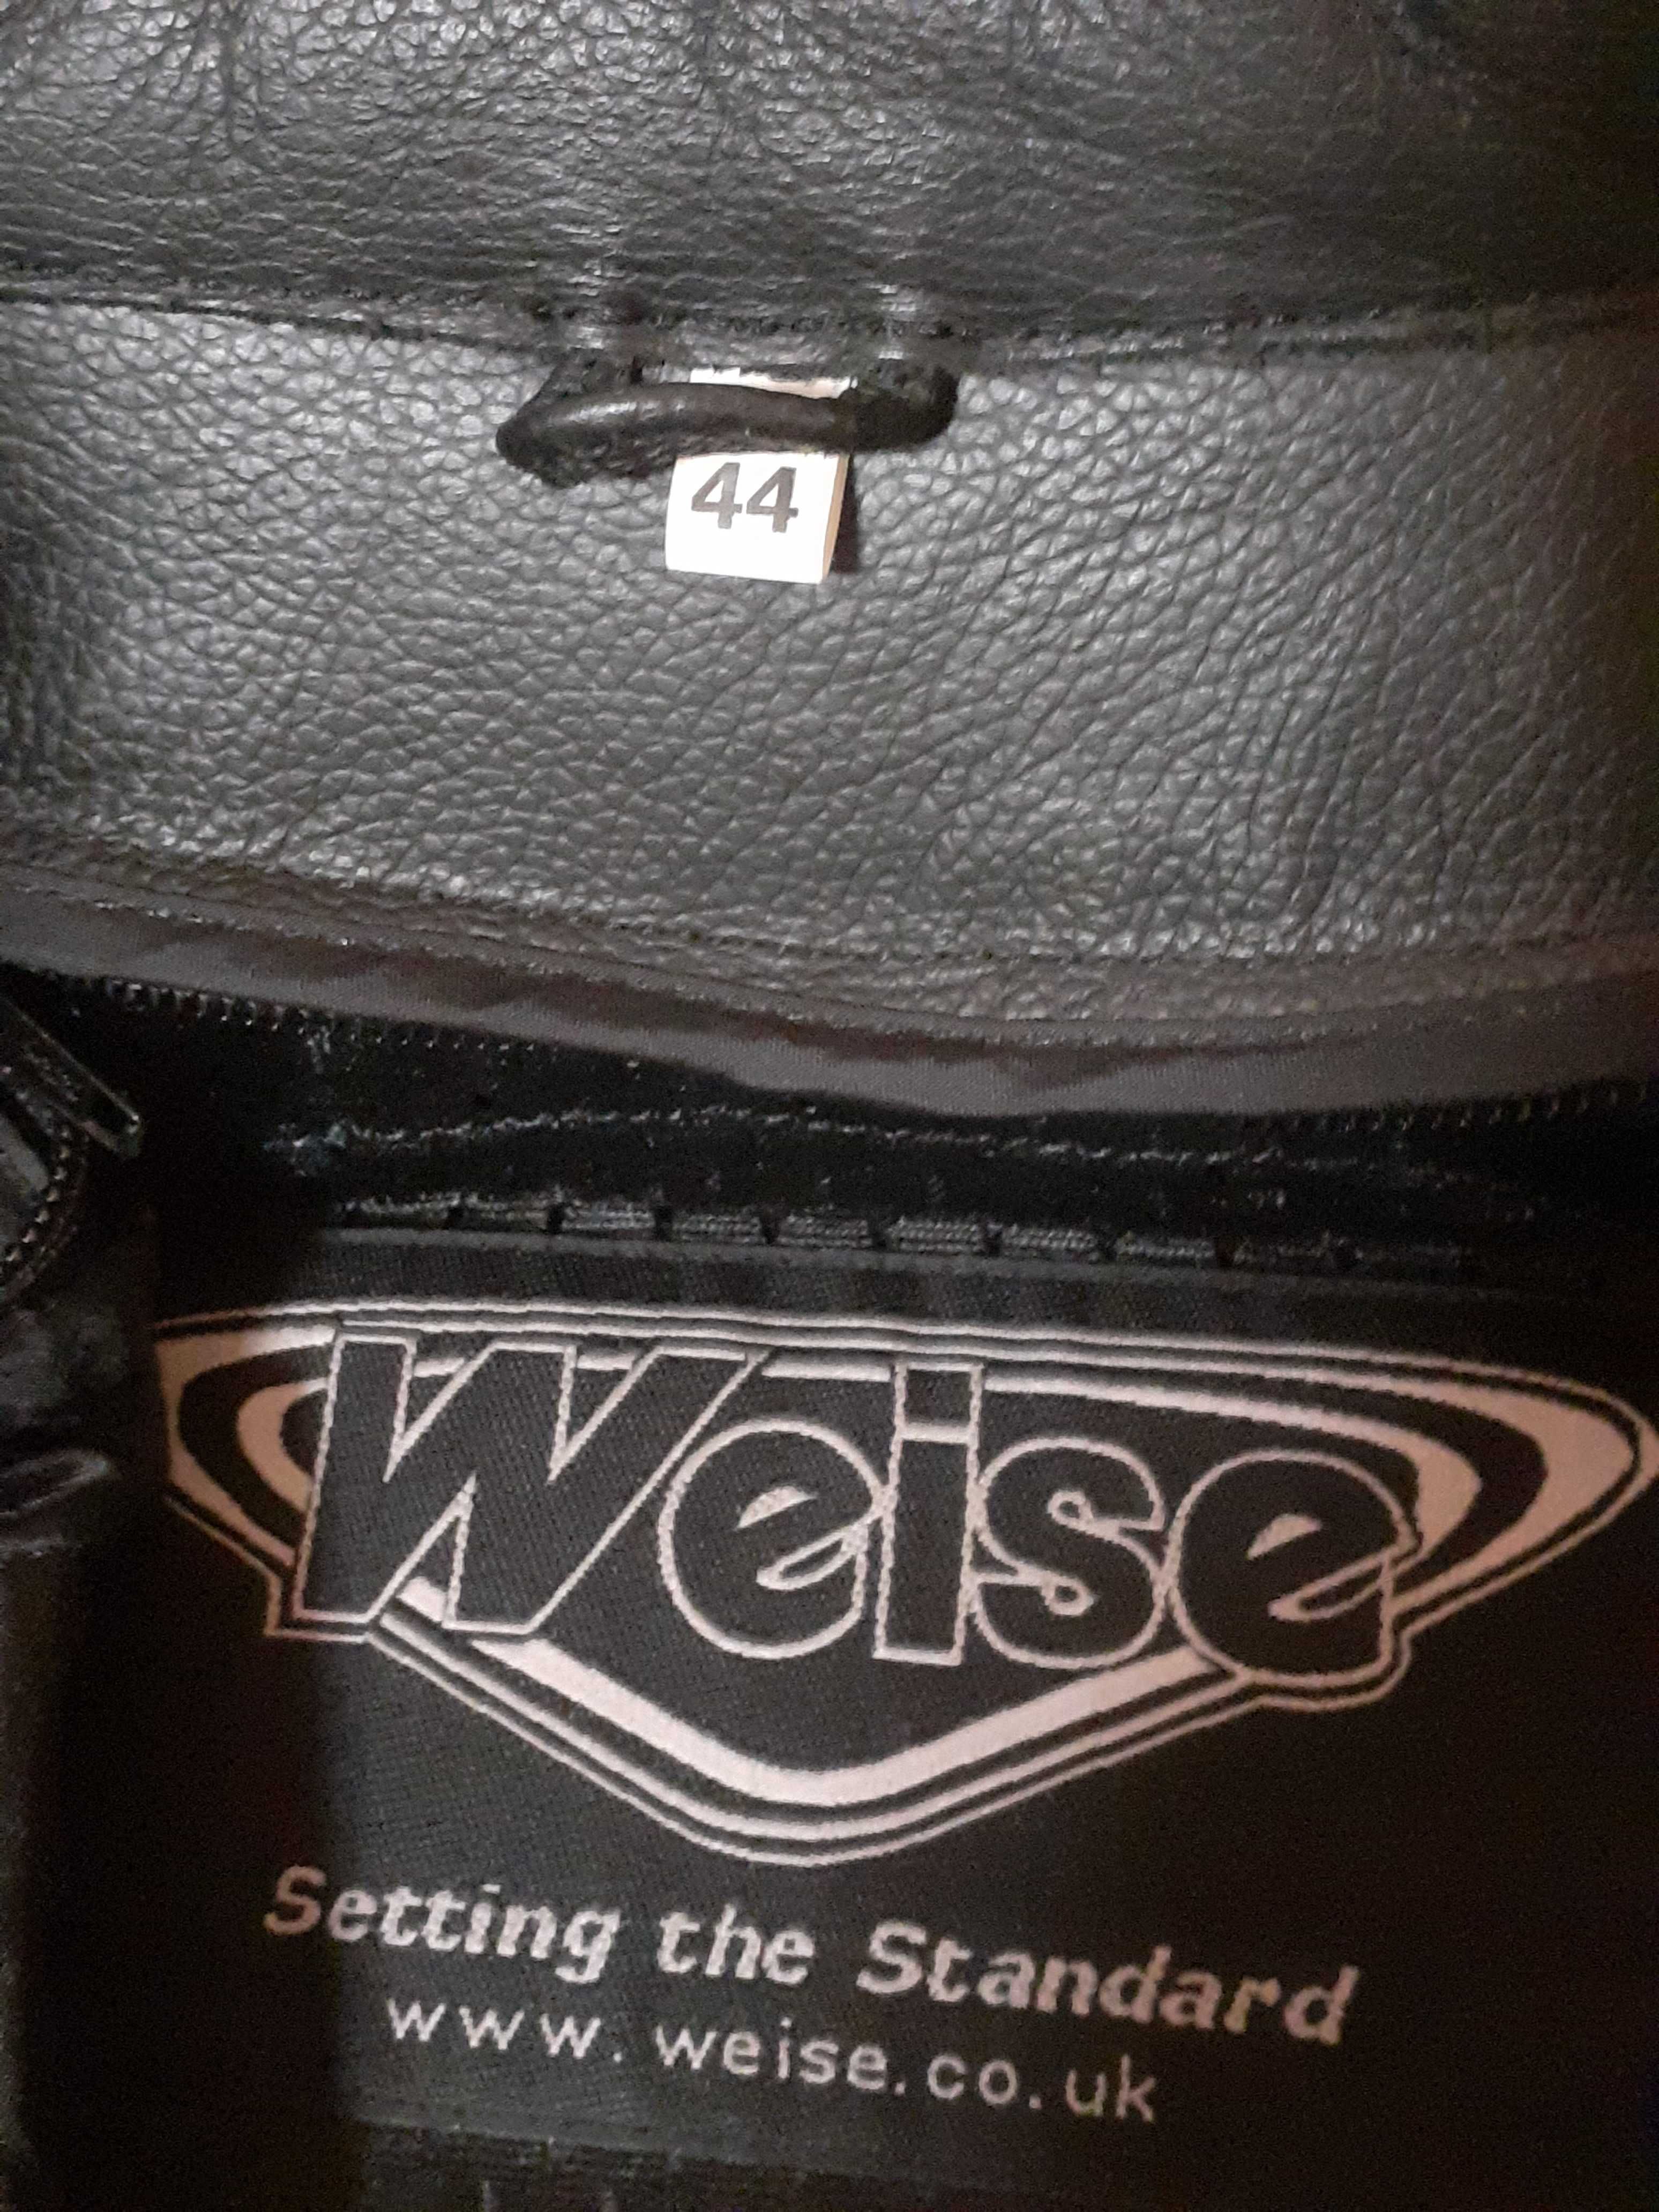 44
Weise
Setting the Standard
www.weise.co.uk